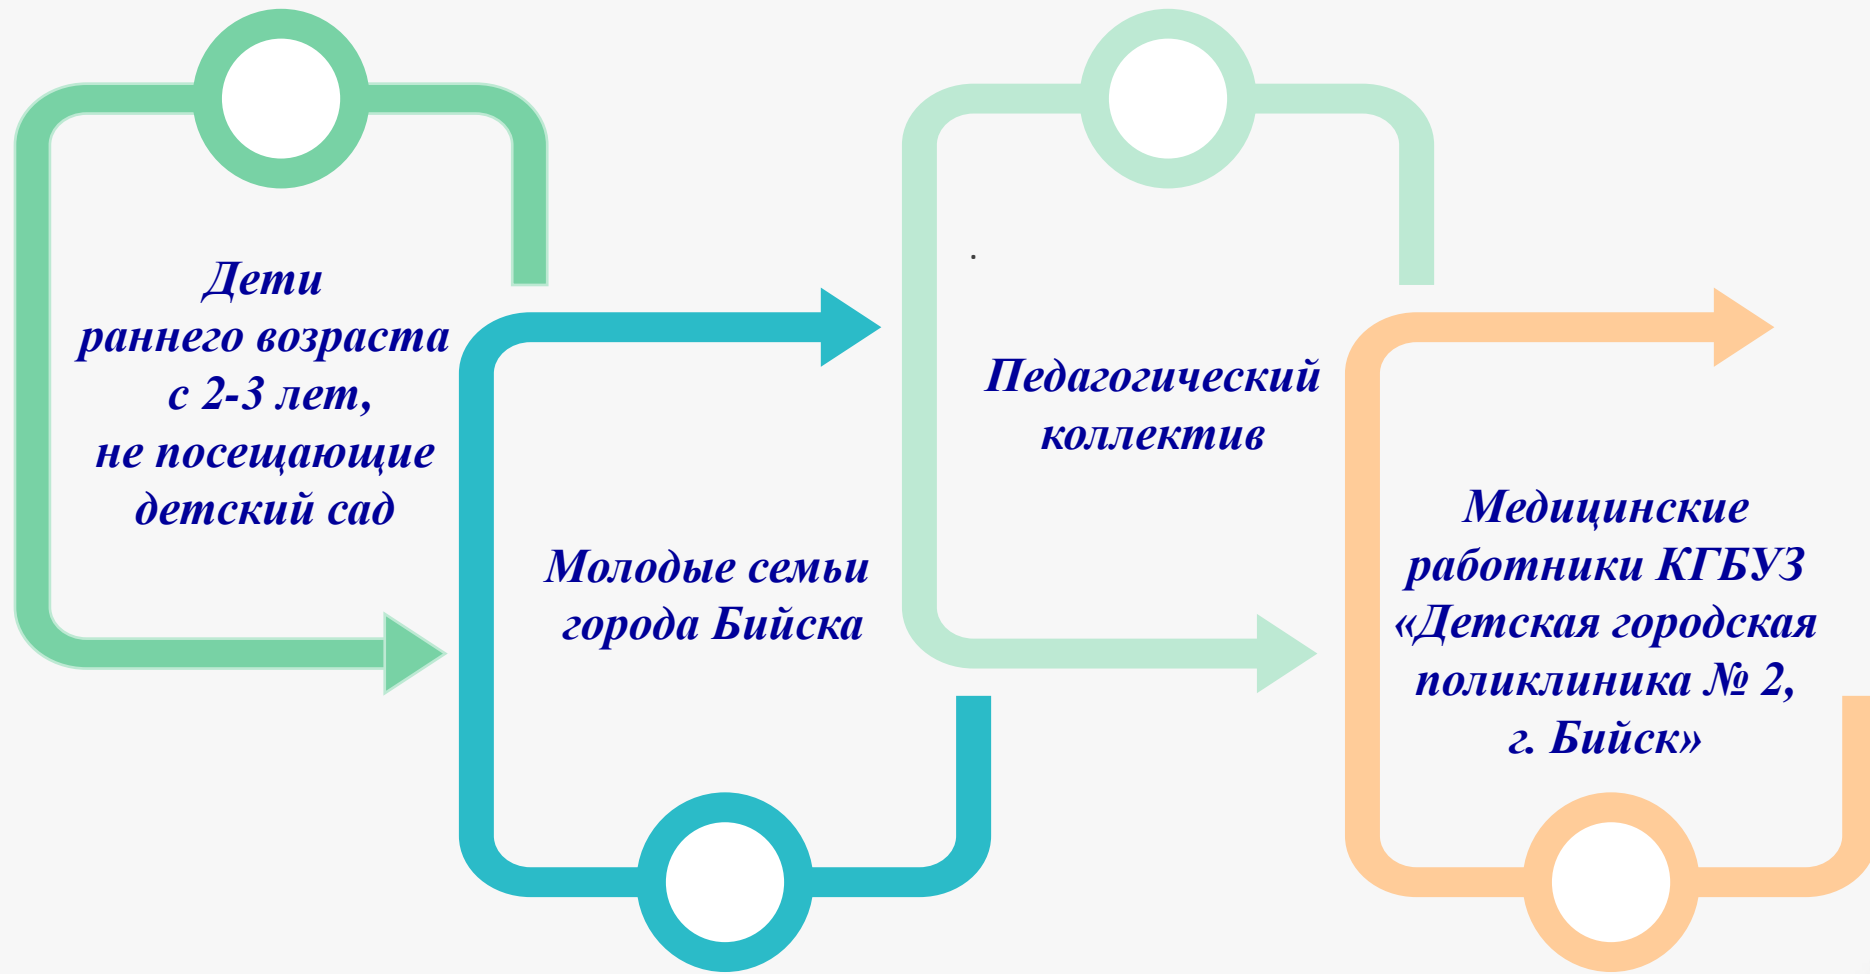 Дети
раннего возраста
с 2-3 лет,
не посещающие
детский сад
Молодые семьи
города Бийска
.
Педагогический
коллектив
Медицинские
работники КГБУЗ
«Детская городская
поликлиника № 2,
г. Бийск»